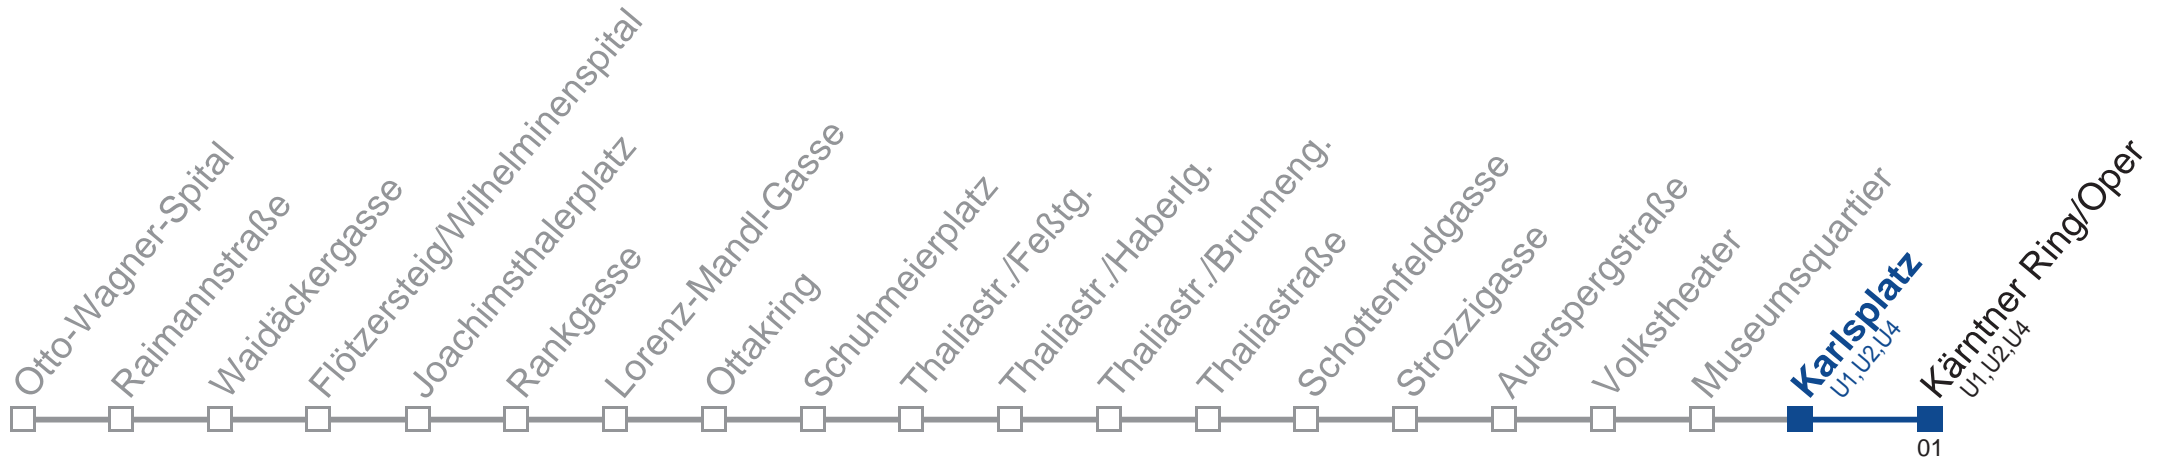 Otto-Wagner-Spital
Raimannstraße
Waidäckergasse
Flötzersteig/Wilhelminenspital
Joachimsthalerplatz
Rankgasse
Lorenz-Mandl-Gasse
Ottakring
Schuhmeierplatz
Thaliastr./Feßtg.
Thaliastr./Haberlg.
Thaliastr./Brunneng.
Thaliastraße
Schottenfeldgasse
Strozzigasse
Auerspergstraße
Volkstheater
Museumsquartier
Karlsplatz
U1,U2,U4
Kärntner Ring/Oper
U1,U2,U4
01